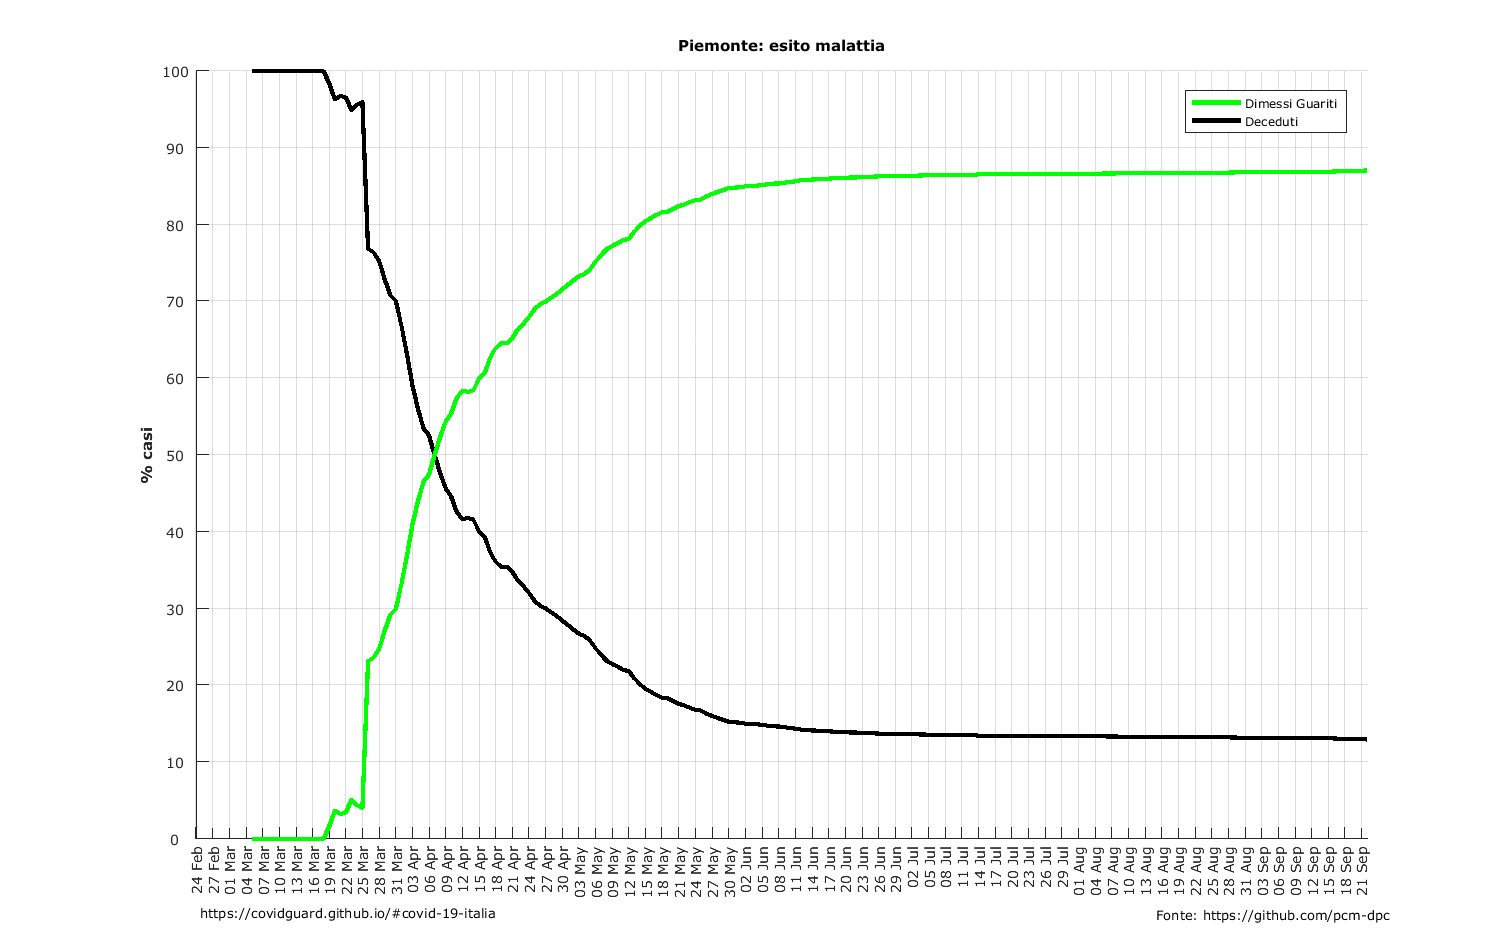 Piemonte: esito malattia
Dimessi Guariti
Deceduti
% casi
100
90
80
70
60
50
40
30
20
10
0
24 Feb
27 Feb
01 Mar
04 Mar
07 Mar
10 Mar
13 Mar
16 Mar
19 Mar
22 Mar
25 Mar
28 Mar
31 Mar
03 Apr
06 Apr
09 Apr
12 Apr
15 Apr
18 Apr
21 Apr
24 Apr
27 Apr
30 Apr
03 May
06 May
09 May
12 May
15 May
18 May
21 May
24 May
27 May
30 May
02 Jun
05 Jun
08 Jun
11 Jun
14 Jun
17 Jun
20 Jun
23 Jun
26 Jun
29 Jun
02 Jul
05 Jul
08 Jul
11 Jul
14 Jul
17 Jul
20 Jul
23 Jul
26 Jul
29 Jul
01 Aug
04 Aug
07 Aug
10 Aug
13 Aug
16 Aug
19 Aug
22 Aug
25 Aug
28 Aug
31 Aug
03 Sep
06 Sep
09 Sep
12 Sep
15 Sep
18 Sep
21 Sep
https://covidguard.github.io/#covid-19-italia
Fonte: https://github.com/pcm-dpc